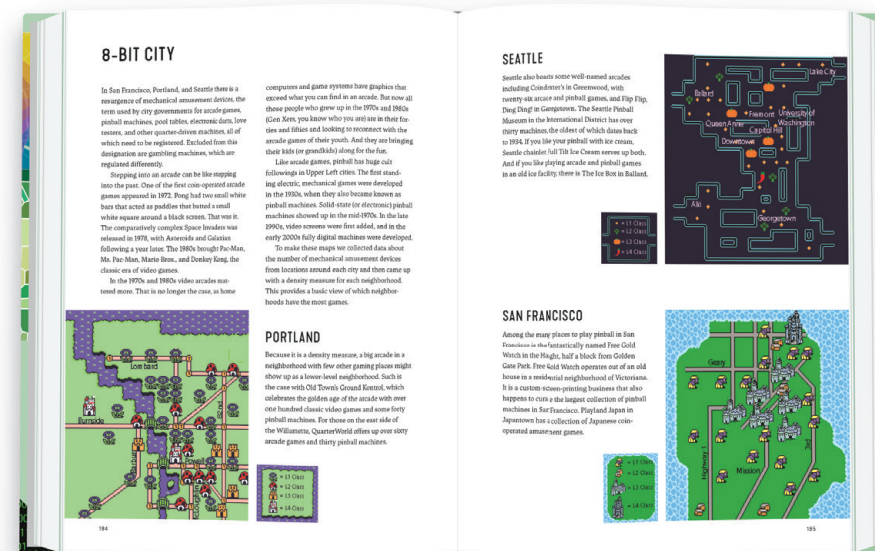 8-BIT CITY
In San Francisco, Portland, and Seattle there is a
resurgence of mechanical amusement devices, the
term used by city governments for arcade games,
pinball machines, pool tables, electronic darts, love
testers, and other quarter-driven machines, all of
which need to be registered. Excluded from this
designation are gambling machines, which are
regulated differently.
Stepping into an arcade can be like stepping
into the past. One of the first coin-operated arcade
games appeared in 1972. Pong had two small white
bars that acted as paddles that batted a small
white square around a black screen. That was it.
The comparatively complex Space Invaders was
released in 1978, with Asteroids and Galaxian
following a year later. The 1980s brought Pac-Man,
Ms. Pac-Man, Mario Bros., and Donkey Kong, the
classic era of video games.
In the 1970s and 1980s video arcades mat-
tered more. That is no longer the case, as home
computers and game systems have graphics that
exceed what you can find in an arcade. But now all
those people who grew up in the 1970s and 1980s
(Gen Xers, you know who you are) are in their for-
ties and fifties and looking to reconnect with the
arcade games of their youth. And they are bringing
their kids (or grandkids) along for the fun.
Like arcade games, pinball has huge cult
followings in Upper Left cities. The first stand-
ing electric, mechanical games were developed
in the 1930s, when they also became known as
pinball machines. Solid-state (or electronic) pinball
machines showed up in the mid-1970s. In the late
1990s, video screens were first added, and in the
early 2000s fully digital machines were developed.
To make these maps we collected data about
the number of mechanical amusement devices
from locations around each city and then came up
with a density measure for each neighborhood.
This provides a basic view of which neighbor-
hoods have the most games.
PORTLAND
Because it is a density measure, a big arcade in a
neighborhood with few other gaming places might
show up as a lower-level neighborhood. Such is
the case with Old Town's Ground Kontrol, which
celebrates the golden age of the arcade with over
one hundred classic video games and some forty
pinball machines. For those on the east side of
the Willamette, QuarterWorld offers up over sixty
arcade games and thirty pinball machines.
Lombard
Burnside
Powell
= L1 Class
= L2 Class
= L3 Class
= L4 Class
184
SEATTLE
Seattle also boasts some well-named arcades
including Coindexter's in Greenwood, with
twenty-six arcade and pinball games, and Flip Flip,
Ding Ding! in Georgetown. The Seattle Pinball
Museum in the International District has over
thirty machines, the oldest of which dates back
to 1934. If you like your pinball with ice cream,
Seattle chainlet Full Tilt Ice Cream serves up both.
And if you like playing arcade and pinball games
in an old ice facility, there is The Ice Box in Ballard.
Lake City
Ballard
Fremont
University of
Washington
Queen Anne
Capitol Hill
Downtown
Alki
Georgetown
= L1 Class
= L2 Class
= L3 Class
= L4 Class
SAN FRANCISCO
Among the many places to play pinball in San
Francisco is the fantastically named Free Gold
Watch in the Haight, half a block from Golden
Gate Park. Free Gold Watch operates out of an old
house in a residential neighborhood of Victorians.
It is a custom screen-printing business that also
happens to curate the largest collection of pinball
machines in San Francisco. Playland Japan in
Japantown has a collection of Japanese coin-
operated amusement games.
Geary
Highway 1
Mission
3rd
= L1 Class
= L2 Class
= L3 Class
= L4 Class
185